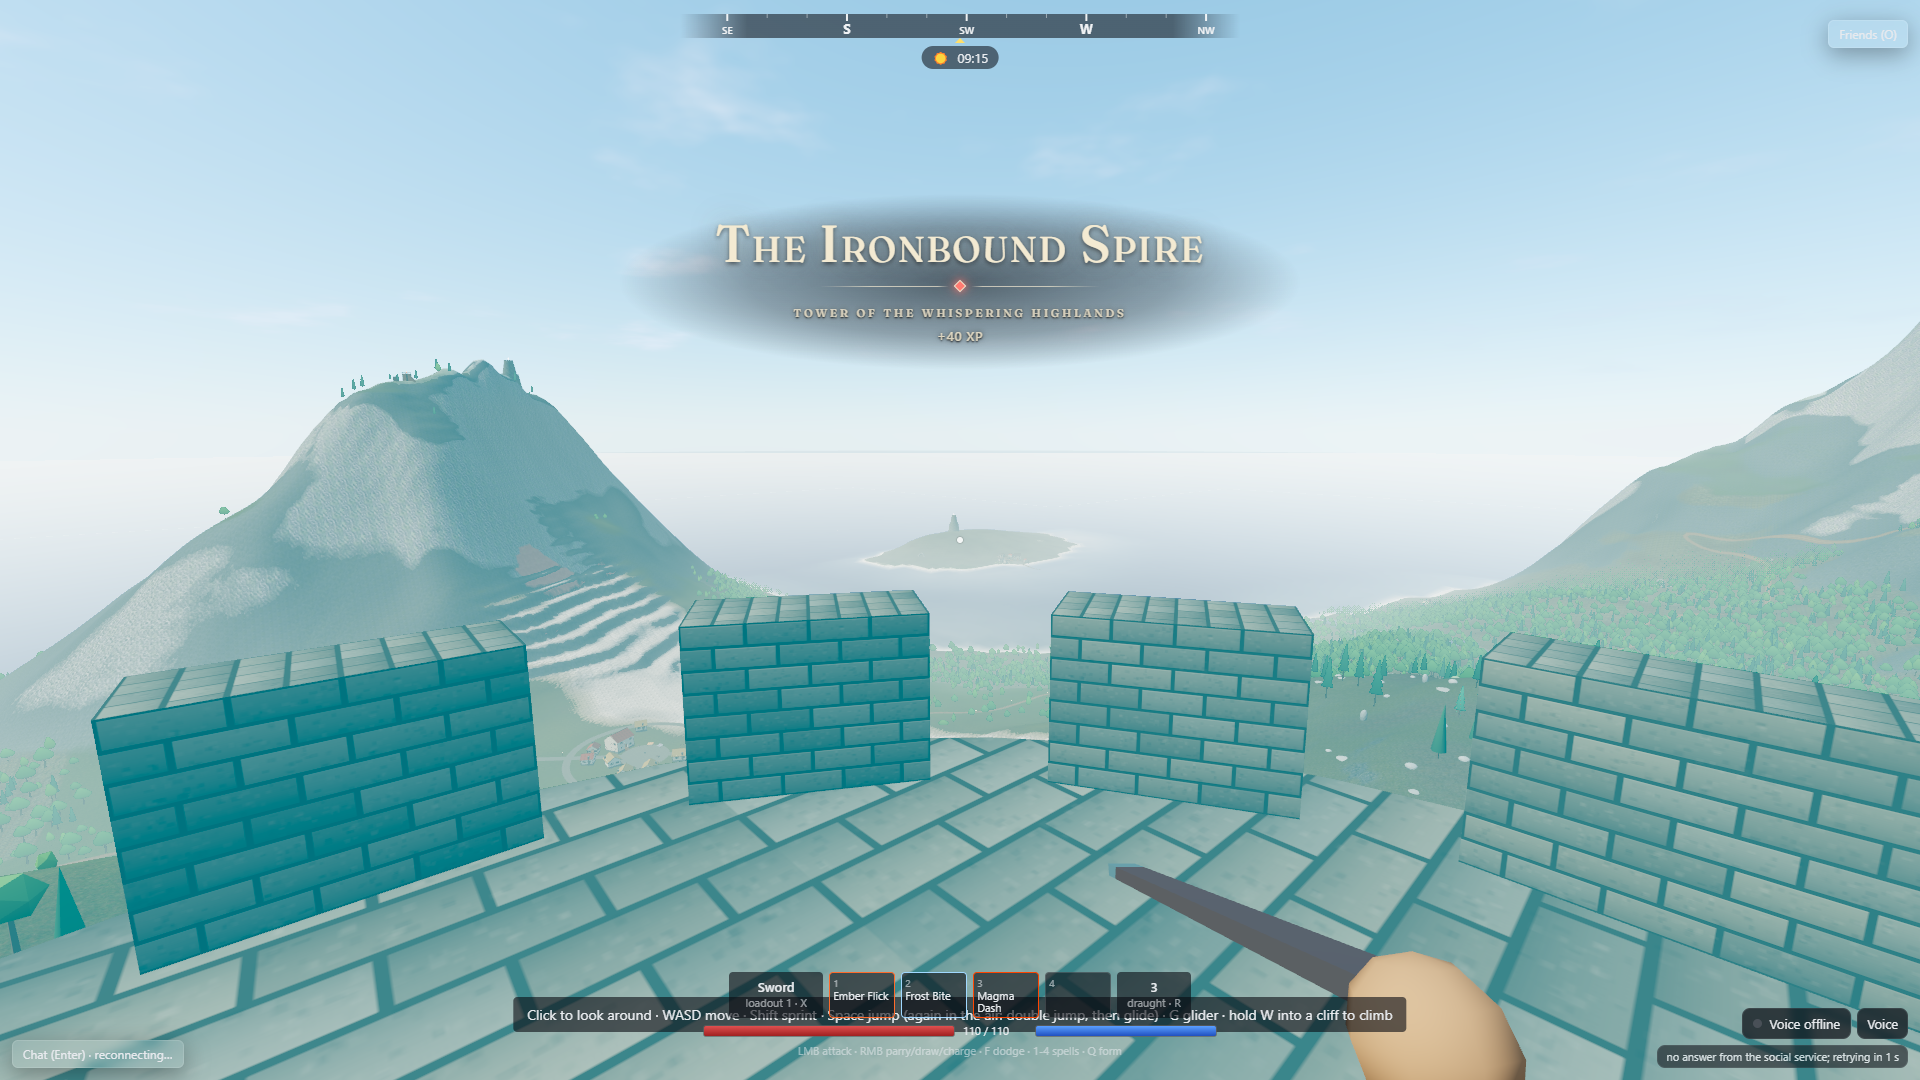 SE S SW W NW
09:15
Friends (0)
The Ironbound Spire
TOWER OF THE WHISPERING HIGHLANDS
+40 XP
Sword
loadout 1 · X
1
Ember Flick
2
Frost Bite
3
Magma
Dash
4
3
draught · R
Click to look around · WASD move · Shift sprint · Space jump (again in the air: double jump, then glide) · G glider · hold W into a cliff to climb
110 / 110
LMB attack · RMB parry/draw/charge · F dodge · 1-4 spells · Q form
Chat (Enter) · reconnecting...
Voice offline
Voice
no answer from the social service; retrying in 1 s